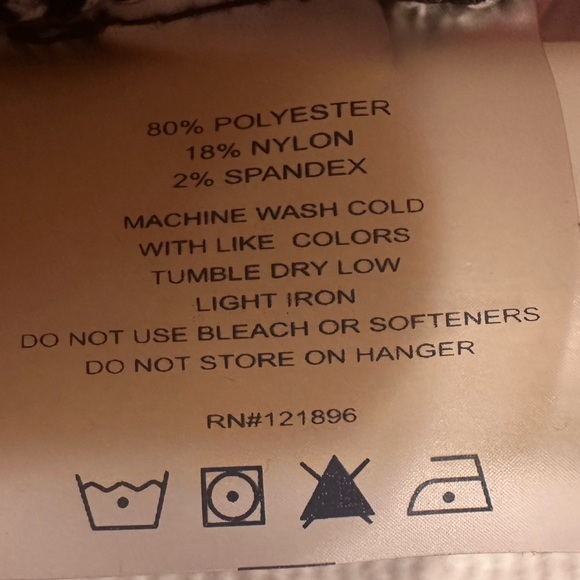 80% POLYESTER
18% NYLON
2% SPANDEX
MACHINE WASH COLD
WITH LIKE COLORS
TUMBLE DRY LOW
LIGHT IRON
DO NOT USE BLEACH OR SOFTENERS
DO NOT STORE ON HANGER
RN#121896